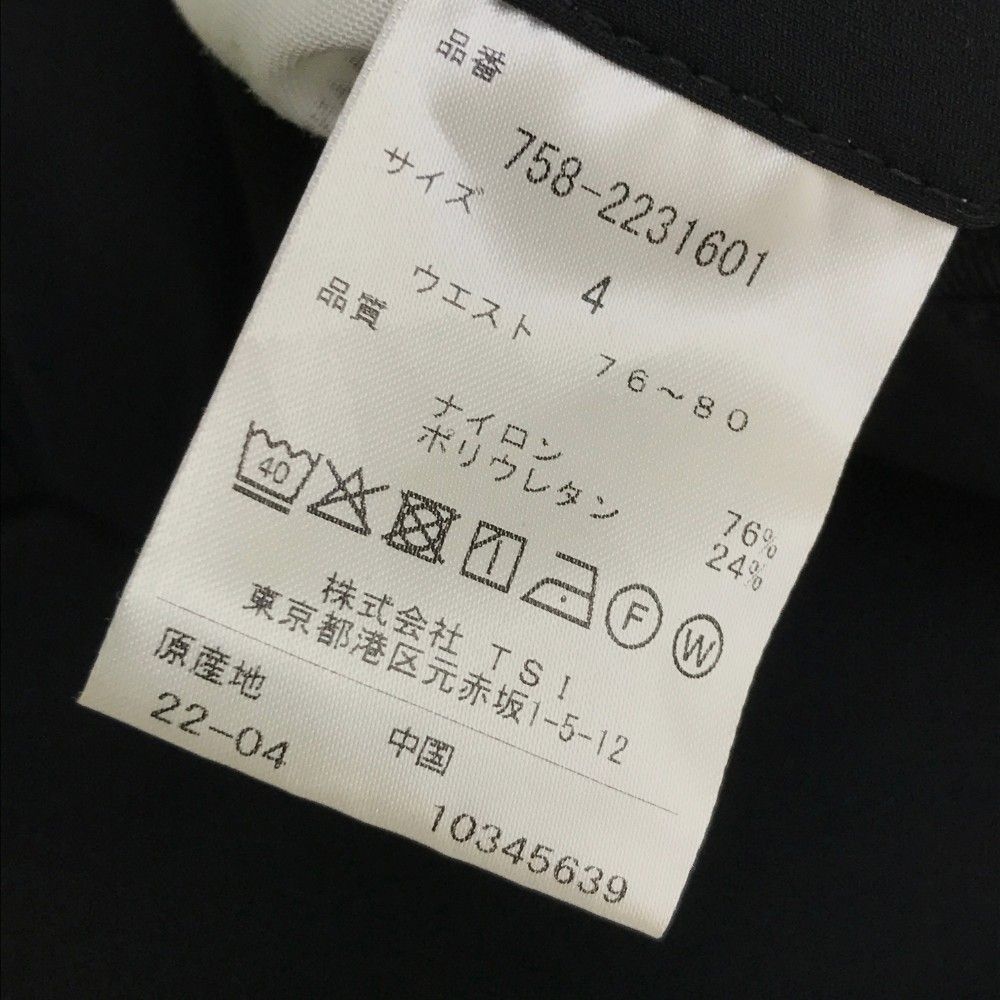 品番
758-2231601
サイズ
4
ウエスト 76～80
品質
ナイロン 76%
ポリウレタン 24%
40
F W
株式会社 TSI
東京都港区元赤坂1-5-12
原産地
中国
22-04
10345639